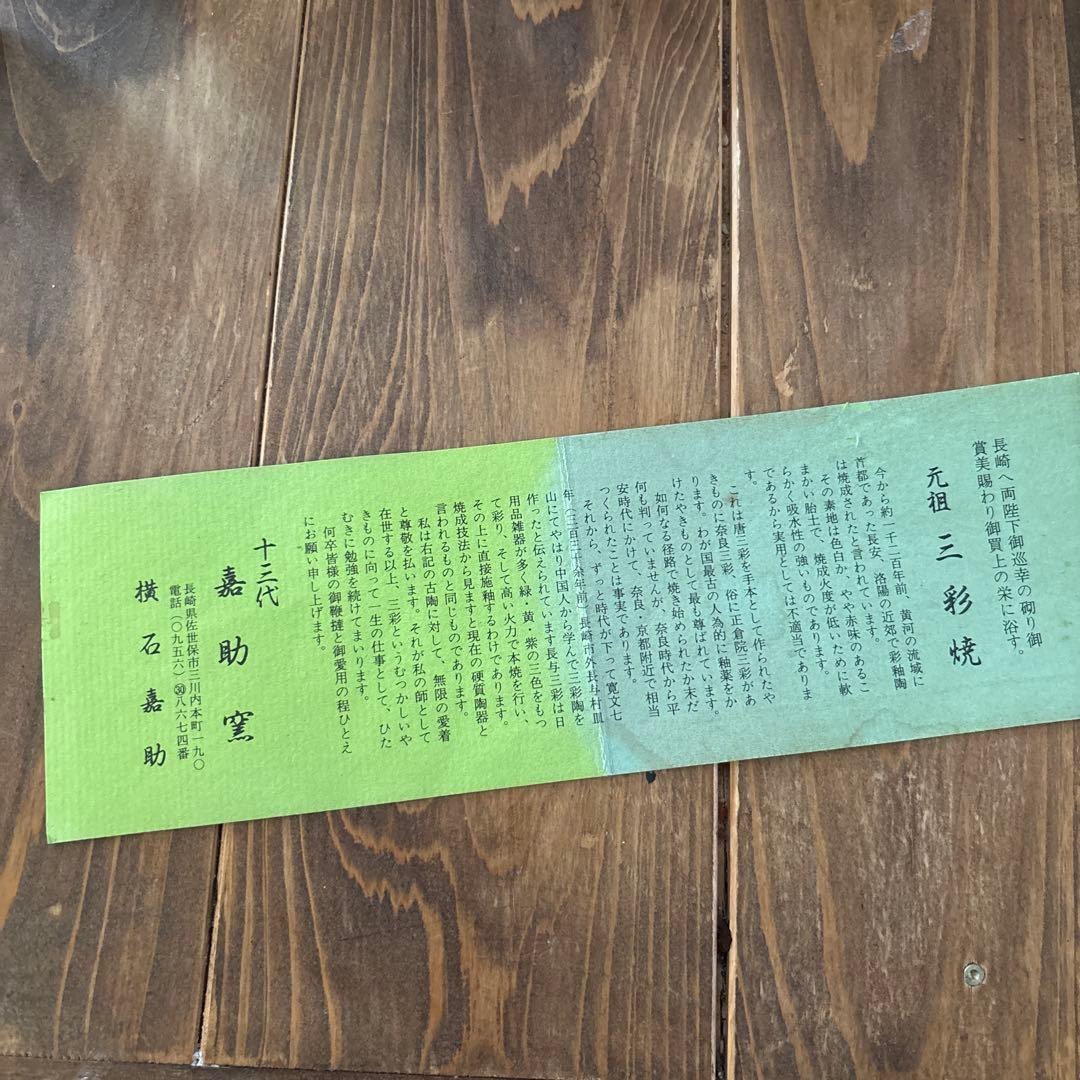 長崎へ両陛下御巡幸の砌り御
賞美賜わり御買上の栄に浴す。
元祖 三彩焼
今から約一千二百年前、黄河の流域に
首都であった長安、洛陽の近郊で彩釉陶
は焼成されたと言われています。
その素地は色白か、やや赤味のあるこ
まかい胎土で、焼成火度が低いために軟
らかく吸水性の強いものであります。
であるから実用としては不適当でありま
す。
これは唐三彩を手本として作られたや
きものに奈良三彩、俗に正倉院三彩があ
ります。わが国最古の人為的に釉薬をか
けたやきものとして最も尊ばれています。
如何なる径路で焼き始められたか未だ
何も判っていませんが、奈良時代から平
安時代にかけて、奈良・京都附近で相当
つくられたことは事実であります。
それから、ずっと時代が下って寛文七
年(三百三十余年前)長崎市外長与村皿
山にてやはり中国人から学んで三彩陶を
作ったと伝えられています長与三彩は日
用品雑器が多く緑・黄・紫の三色をもっ
て彩り、そして高い火力で本焼を行い、
その上に直接施釉するわけであります。
焼成技法から見ますと現在の硬質陶器と
言われるものと同じものであります。
私は右記の古陶に対して、無限の愛着
と尊敬を払います。それが私の師として
在世する以上、三彩というむつかしいや
きものに向って一生の仕事として、ひた
むきに勉強を続けてまいります。
何卒皆様の御鞭撻と御愛用の程ひとえ
にお願い申し上げます。
十三代
嘉助窯
長崎県佐世保市三川内本町一九〇
電話(〇九五六)㉚八六七四番
横石嘉助